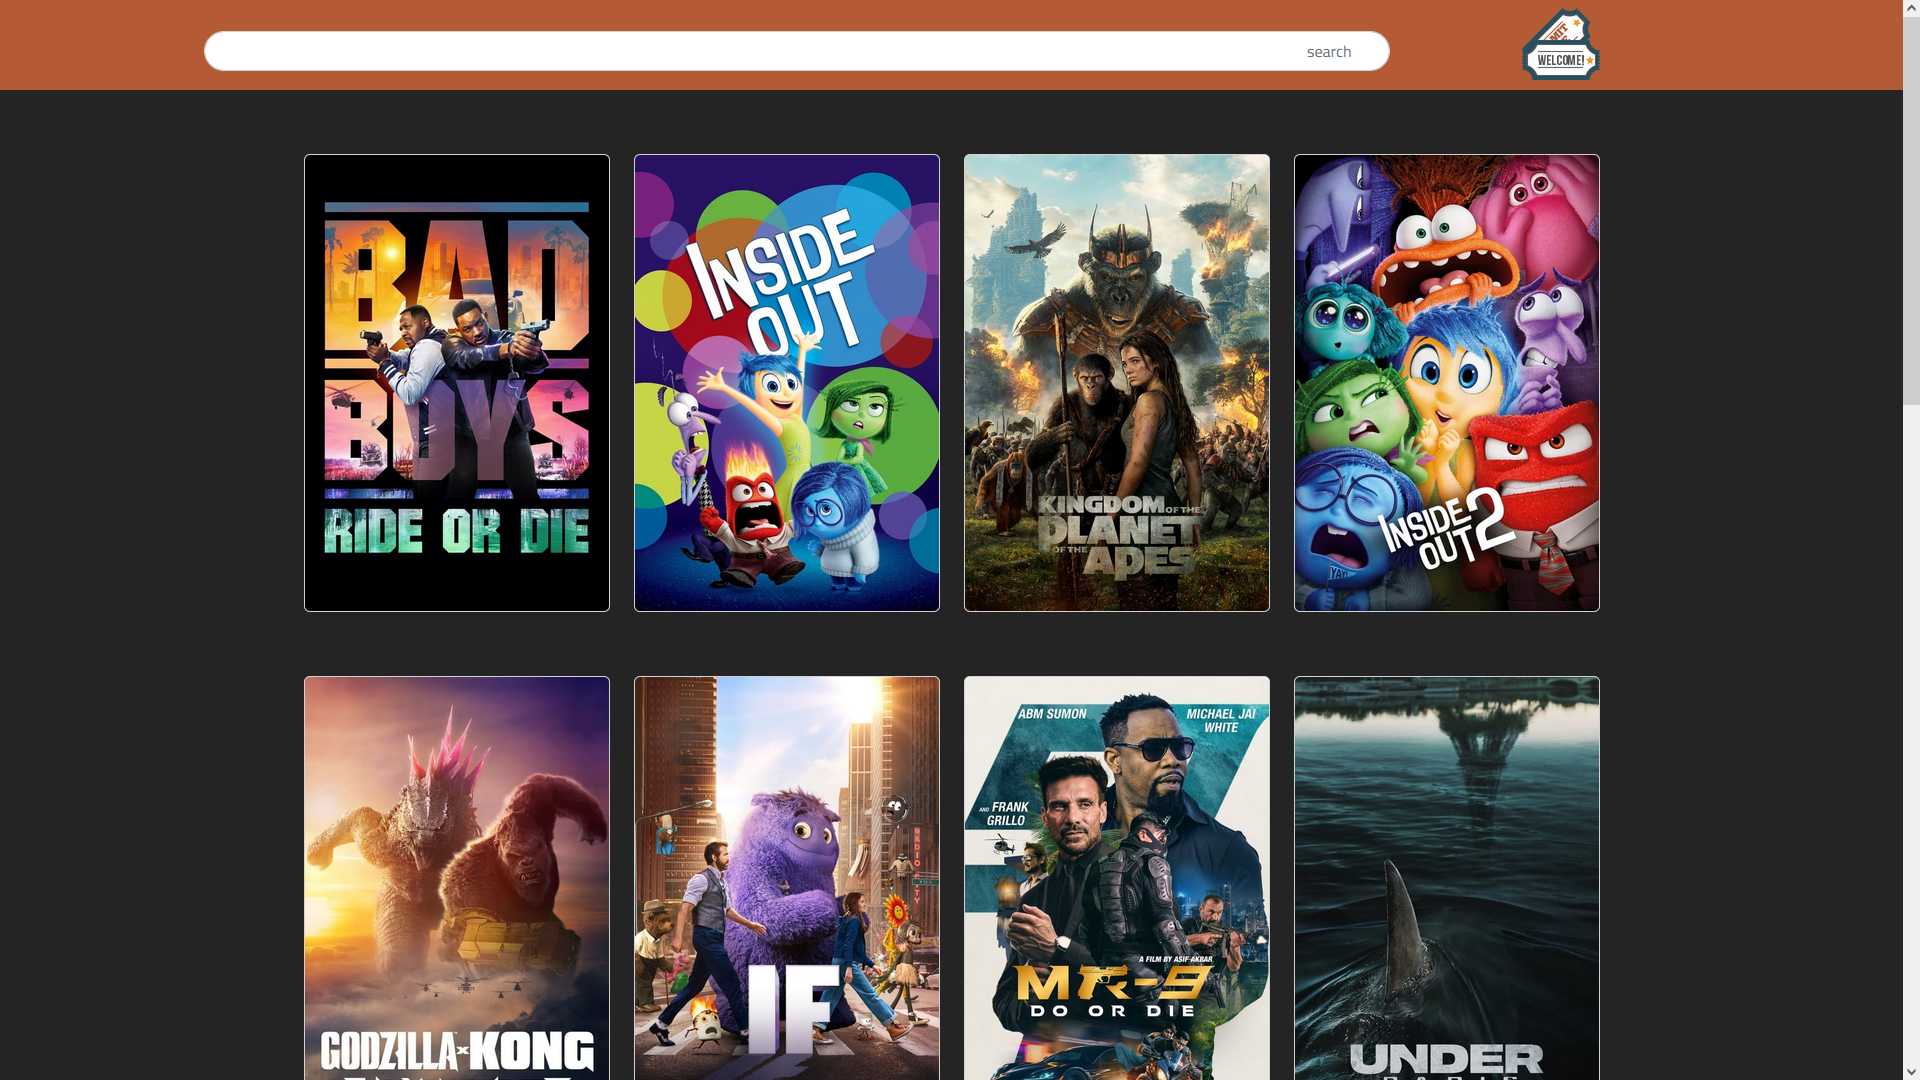 search
WELCOME!
BAD
BOYS
RIDE OR DIE
INSIDE
OUT
KINGDOM OF THE
PLANET
OF THE
APES
INSIDE
OUT 2
YAY!
GODZILLA x KONG
RADIO
IF
ABM SUMON
MICHAEL JAI
WHITE
AND FRANK
GRILLO
A FILM BY ASIF AKBAR
MR-9
DO OR DIE
UNDER